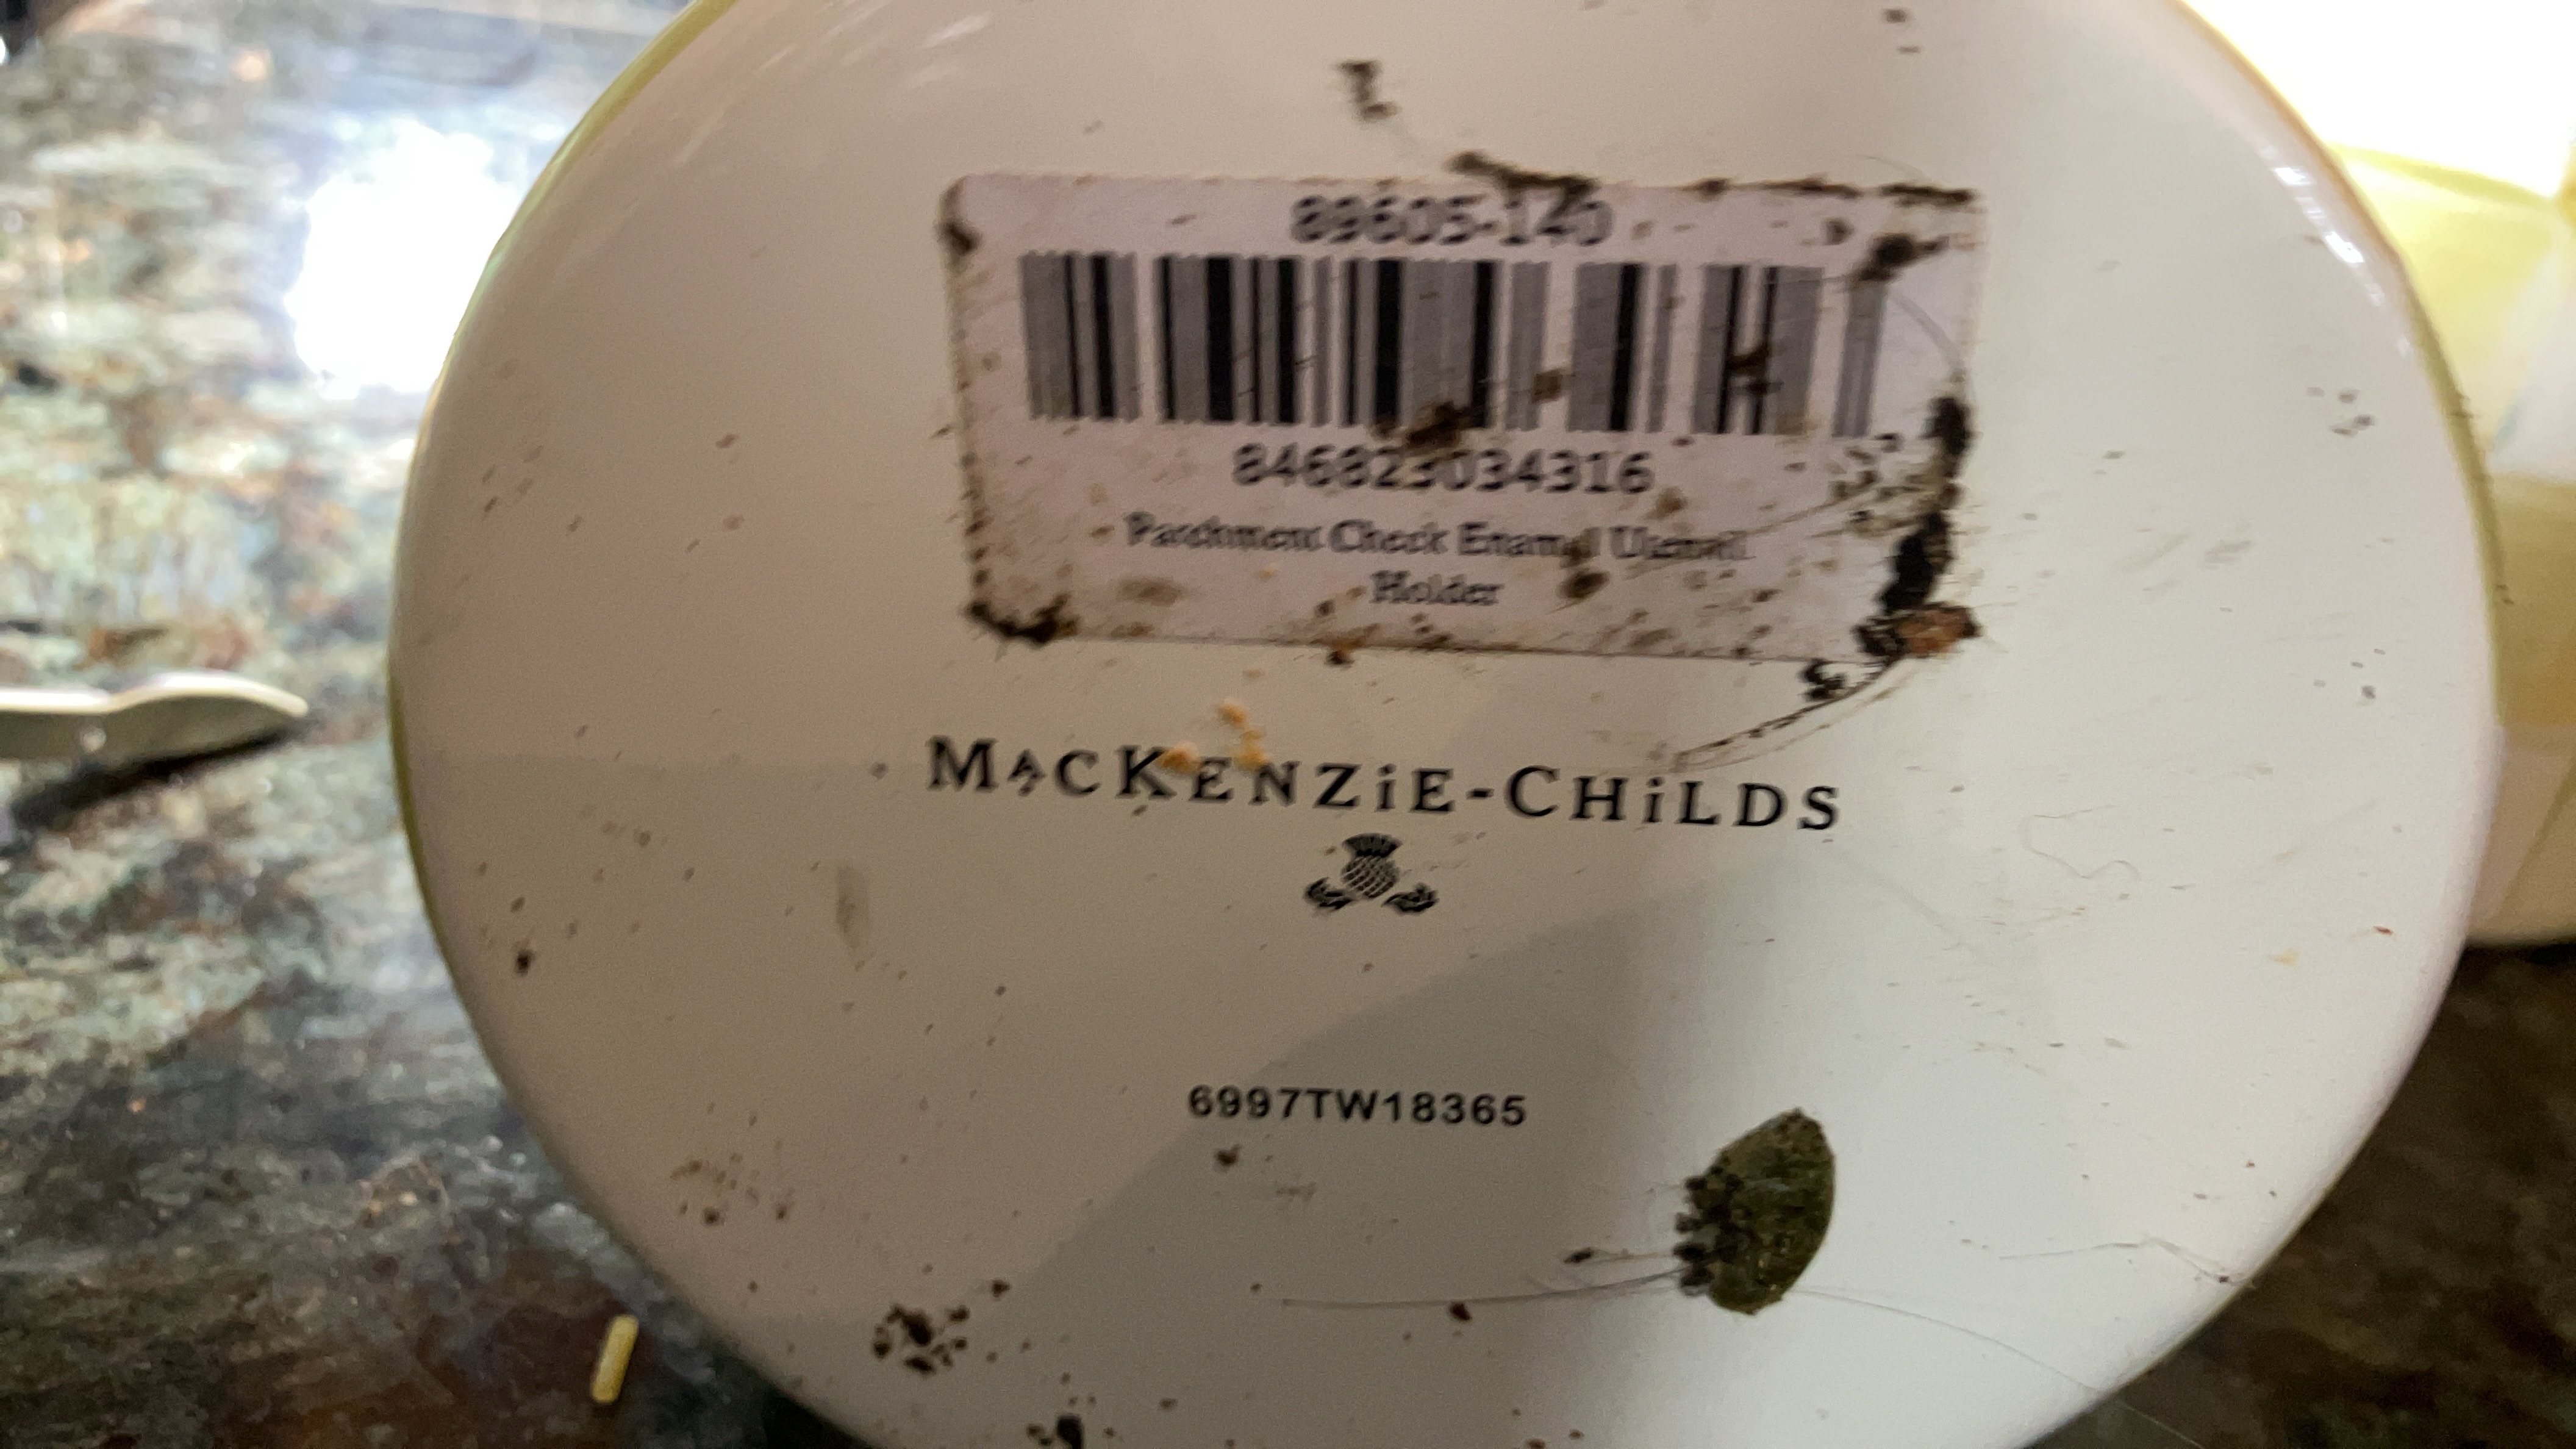 89605-140
846823034316
Parchment Check Enamel Utensil
Holder
MACKENZiE-CHiLDS
6997TW18365